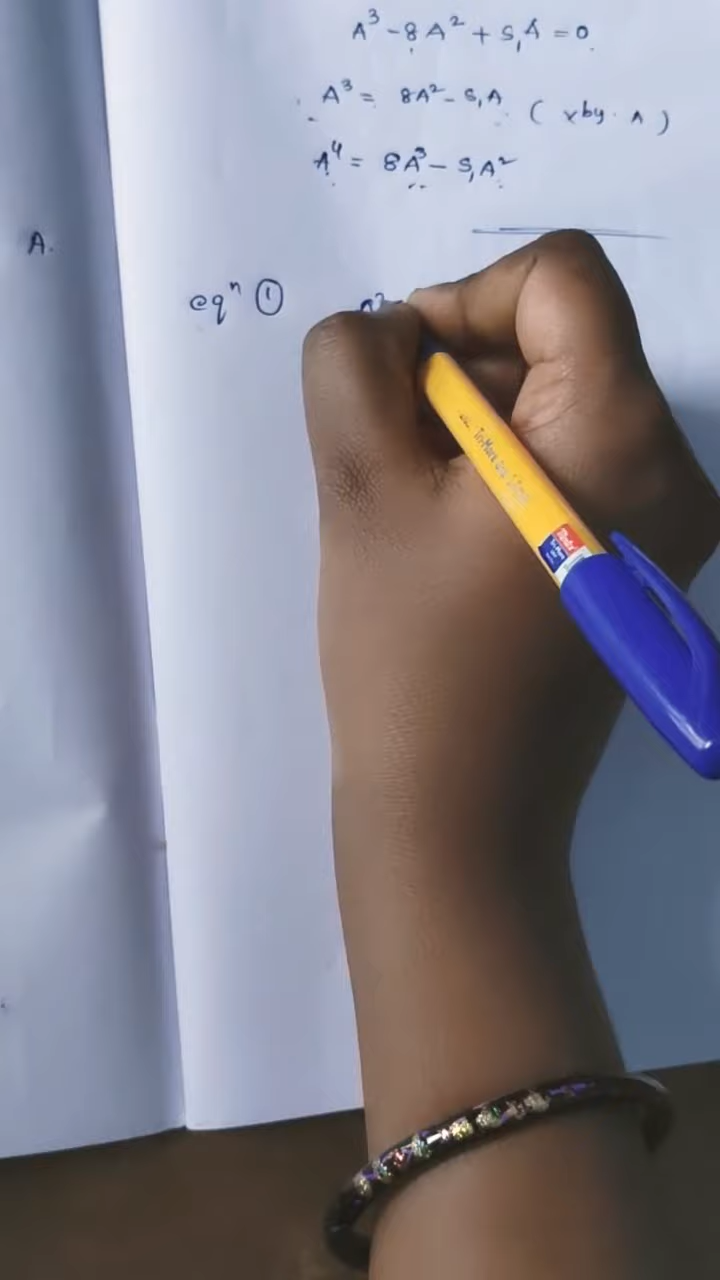 A³ - 8A² + S₁A = 0
A³ = 8A² - S₁A ( x by. A )
A⁴ = 8A³ - S₁A²
A.
eqⁿ ①